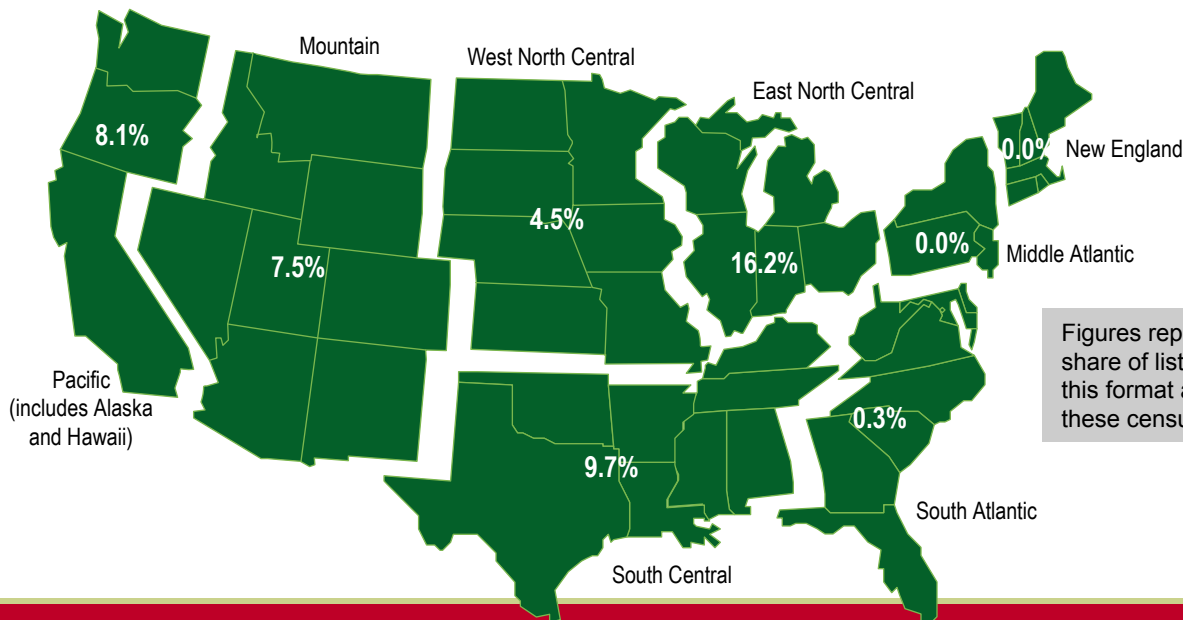 Mountain
West North Central
East North Central
8.1%
0.0%
New England
4.5%
0.0%
7.5%
16.2%
Middle Atlantic
Figures rep
share of list
this format a
these censu
Pacific
(includes Alaska
and Hawaii)
0.3%
9.7%
South Atlantic
South Central